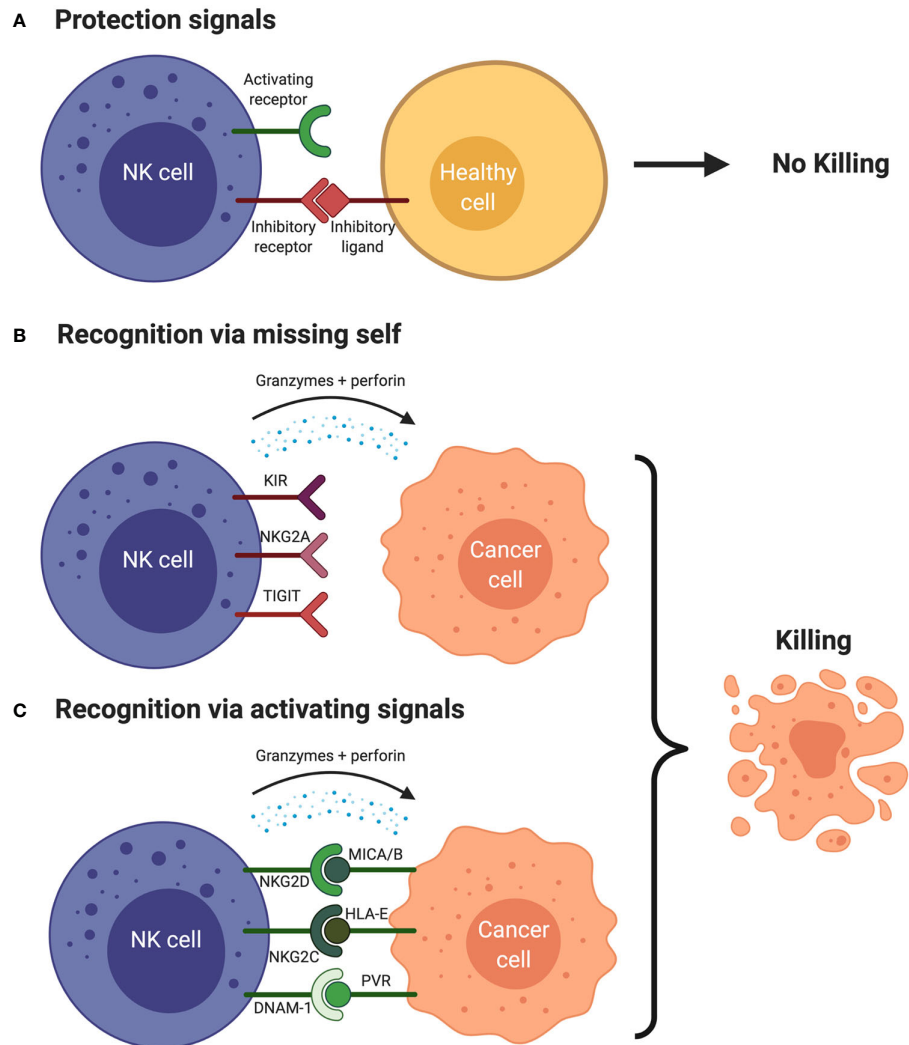 A Protection signals
Activating
receptor
NK cell
Healthy
cell
No Killing
Inhibitory
receptor
Inhibitory
ligand
B Recognition via missing self
Granzymes + perforin
KIR
NKG2A
TIGIT
NK cell
Cancer
cell
Killing
C Recognition via activating signals
Granzymes + perforin
MICA/B
NKG2D
HLA-E
NK cell
NKG2C
Cancer
cell
PVR
DNAM-1